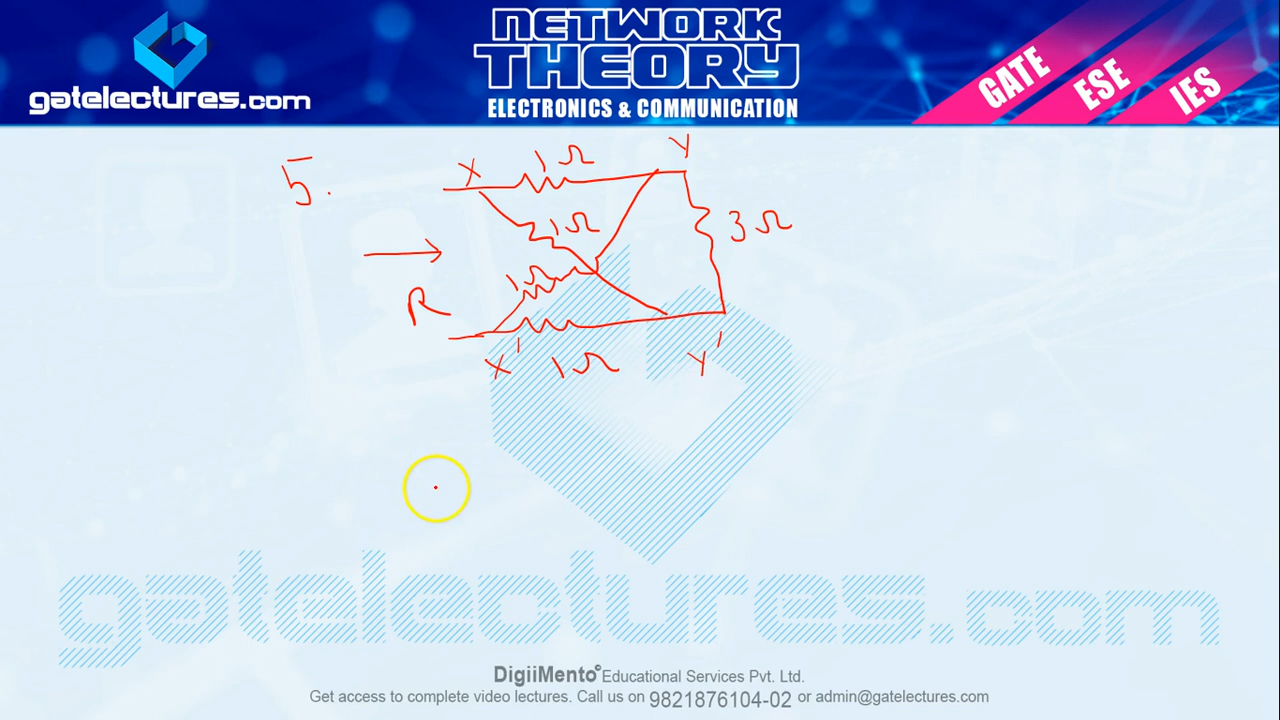 gatelectures.com
NETWORK
THEORY
ELECTRONICS & COMMUNICATION
GATE
ESE
IES
5.
X 1Ω Y
1Ω
3Ω
1Ω
R
X' 1Ω Y'
gatelectures.com
DigiiMento© Educational Services Pvt. Ltd.
Get access to complete video lectures. Call us on 9821876104-02 or admin@gatelectures.com